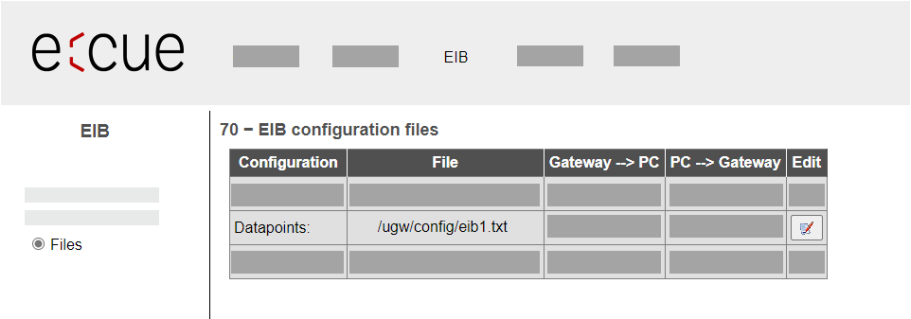 e:cue
EIB
EIB
70 − EIB configuration files
Configuration File Gateway --> PC PC --> Gateway Edit
Datapoints: /ugw/config/eib1.txt
Files